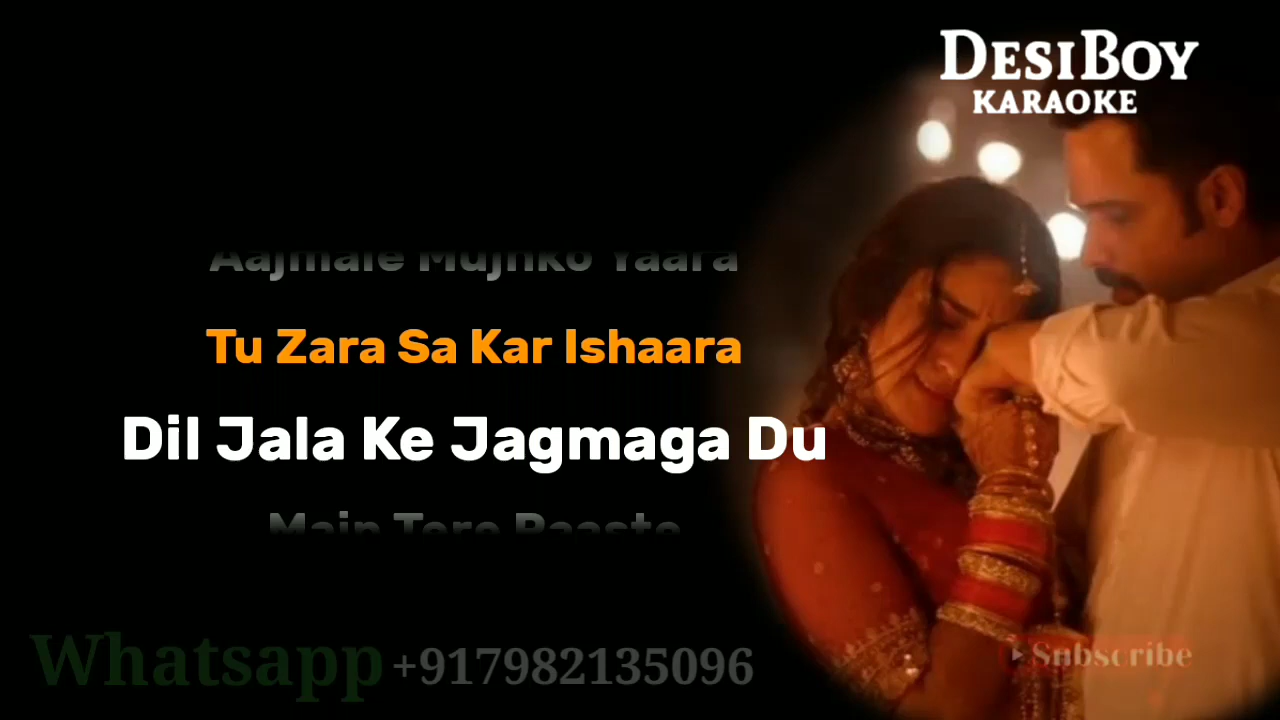 DESIBOY
KARAOKE
Aajmale Mujhko Yaara
Tu Zara Sa Kar Ishaara
Dil Jala Ke Jagmaga Du
Main Tere Raaste
Whatsapp +917982135096
Subscribe